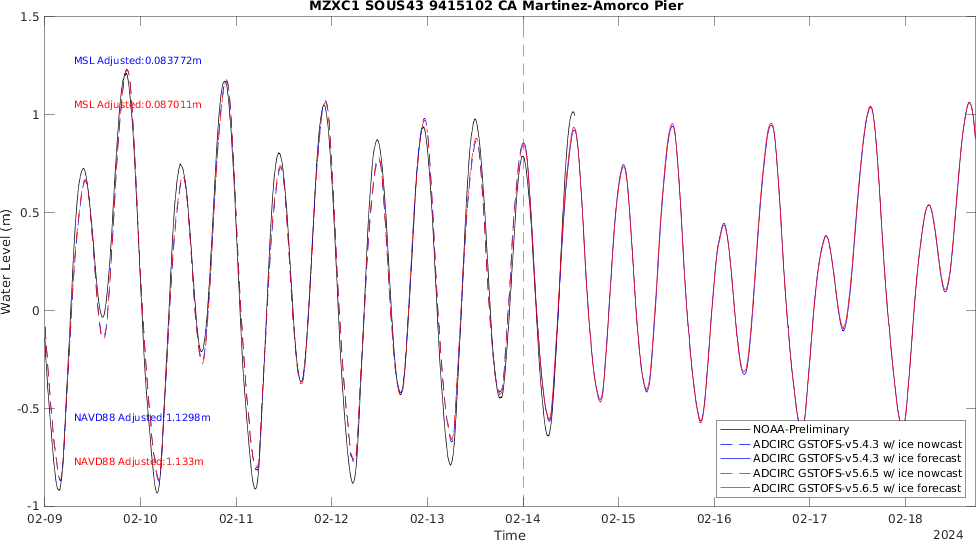 MZXC1 SOUS43 9415102 CA Martinez-Amorco Pier
1.5
1
0.5
0
-0.5
-1
Water Level (m)
MSL Adjusted:0.083772m
MSL Adjusted:0.087011m
NAVD88 Adjusted:1.1298m
NAVD88 Adjusted:1.133m
NOAA-Preliminary
ADCIRC GSTOFS-v5.4.3 w/ ice nowcast
ADCIRC GSTOFS-v5.4.3 w/ ice forecast
ADCIRC GSTOFS-v5.6.5 w/ ice nowcast
ADCIRC GSTOFS-v5.6.5 w/ ice forecast
02-09 02-10 02-11 02-12 02-13 02-14 02-15 02-16 02-17 02-18
Time
2024